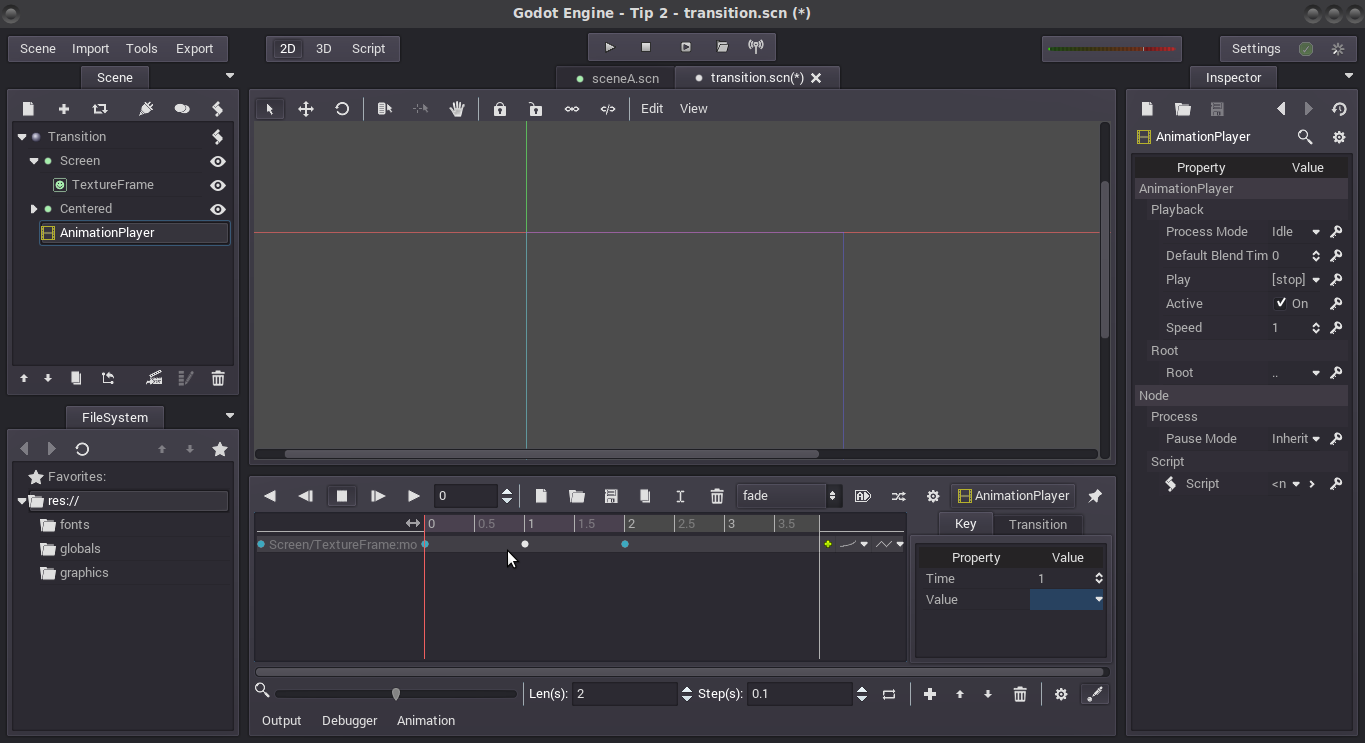 Godot Engine - Tip 2 - transition.scn (*)
Scene Import Tools Export
2D 3D Script
Settings
Scene
sceneA.scn
transition.scn(*)
Inspector
Edit View
Transition
Screen
TextureFrame
Centered
AnimationPlayer
AnimationPlayer
Property Value
AnimationPlayer
Playback
Process Mode Idle
Default Blend Tim 0
Play [stop]
Active On
Speed 1
Root
Root ..
Node
Process
Pause Mode Inherit
Script
Script <n
FileSystem
Favorites:
res://
fonts
globals
graphics
0
fade
AnimationPlayer
0 0.5 1 1.5 2 2.5 3 3.5
Screen/TextureFrame:mo
Key Transition
Property Value
Time 1
Value
Len(s): 2 Step(s): 0.1
Output Debugger Animation